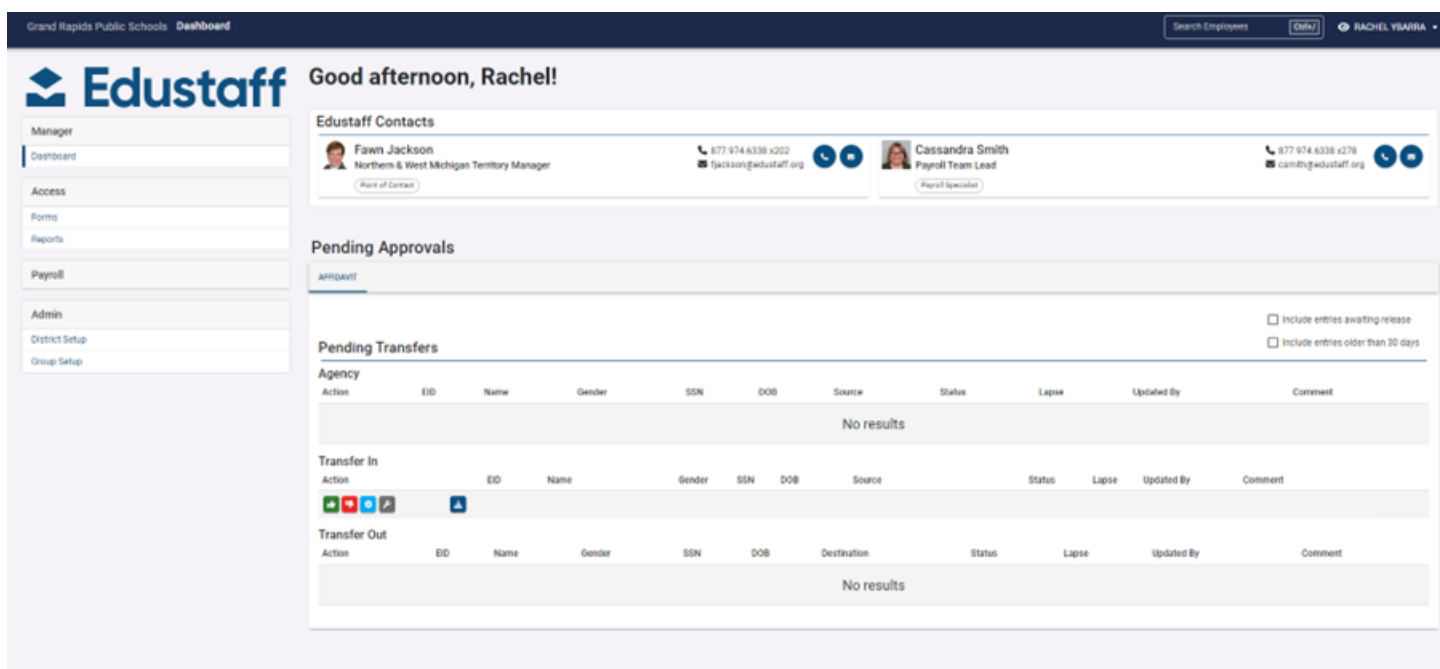 Grand Rapids Public Schools Dashboard
Search Employees Ctrl+/ RACHEL YBARRA
Edustaff
Manager
Dashboard
Access
Forms
Reports
Payroll
Admin
District Setup
Group Setup
Good afternoon, Rachel!
Edustaff Contacts
Fawn Jackson
Northern & West Michigan Territory Manager
Point of Contact
877.974.6338 x202
fjackson@edustaff.org
Cassandra Smith
Payroll Team Lead
Payroll Specialist
877.974.6338 x278
csmith@edustaff.org
Pending Approvals
AFFIDAVIT
Include entries awaiting release
Include entries older than 30 days
Pending Transfers
Agency
Action EID Name Gender SSN DOB Source Status Lapse Updated By Comment
No results
Transfer In
Action EID Name Gender SSN DOB Source Status Lapse Updated By Comment
Transfer Out
Action EID Name Gender SSN DOB Destination Status Lapse Updated By Comment
No results